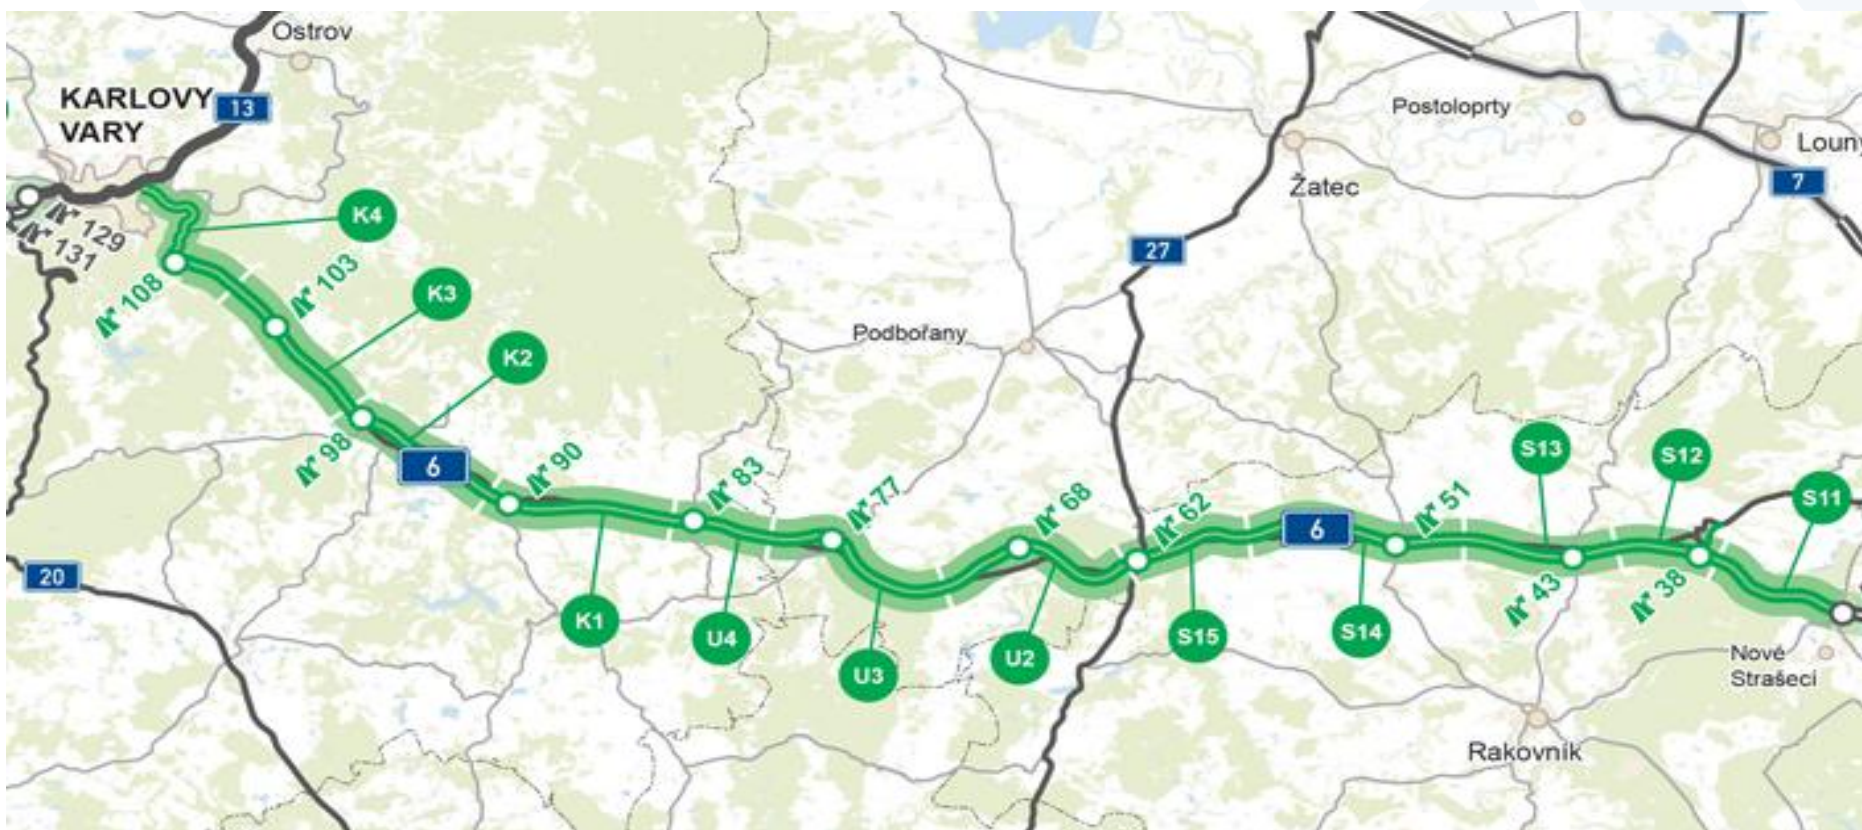 Ostrov
KARLOVY
VARY
13
Postoloprty
Louny
7
Žatec
K4
129
131
27
108
103
K3
Podbořany
K2
98
6
90
83
77
68
62
6
51
S13
S12
S11
20
K1
U4
U3
U2
S15
S14
43
38
Nové
Strašecí
Rakovník